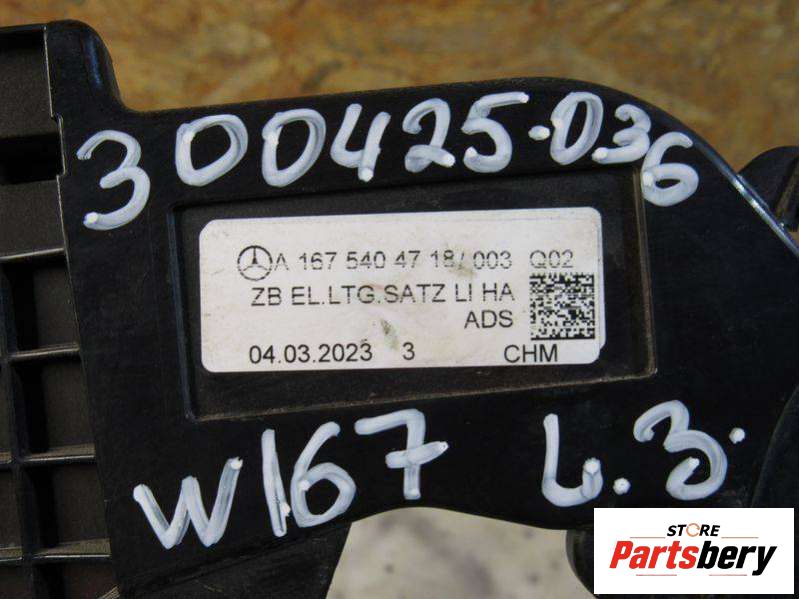 300425-036
A 167 540 47 18/ 003 Q02
ZB EL.LTG.SATZ LI HA
ADS
04.03.2023 3 CHM
W167 L.3.
STORE
Partsbery